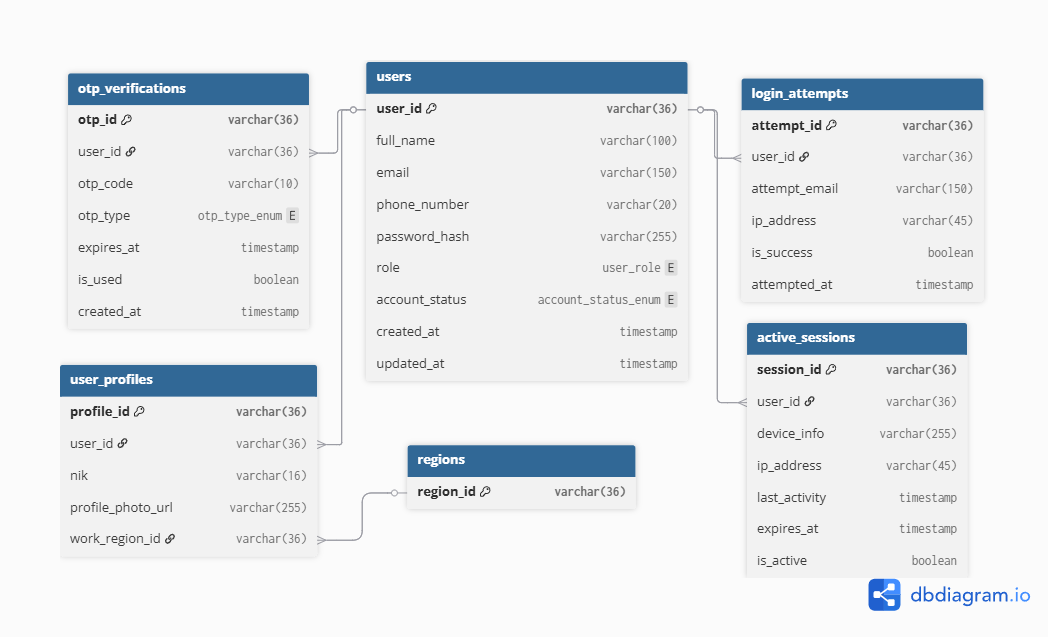 otp_verifications
otp_id varchar(36)
user_id varchar(36)
otp_code varchar(10)
otp_type otp_type_enum E
expires_at timestamp
is_used boolean
created_at timestamp
users
user_id varchar(36)
full_name varchar(100)
email varchar(150)
phone_number varchar(20)
password_hash varchar(255)
role user_role E
account_status account_status_enum E
created_at timestamp
updated_at timestamp
login_attempts
attempt_id varchar(36)
user_id varchar(36)
attempt_email varchar(150)
ip_address varchar(45)
is_success boolean
attempted_at timestamp
user_profiles
profile_id varchar(36)
user_id varchar(36)
nik varchar(16)
profile_photo_url varchar(255)
work_region_id varchar(36)
regions
region_id varchar(36)
active_sessions
session_id varchar(36)
user_id varchar(36)
device_info varchar(255)
ip_address varchar(45)
last_activity timestamp
expires_at timestamp
is_active boolean
dbdiagram.io